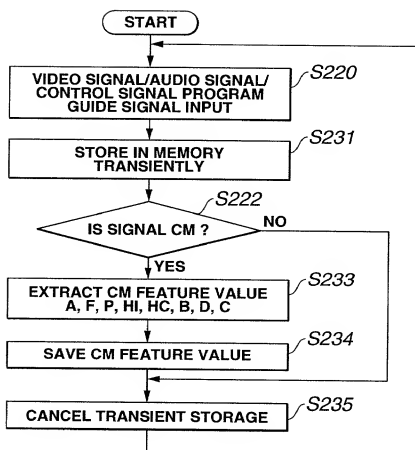 START
VIDEO SIGNAL/AUDIO SIGNAL/
CONTROL SIGNAL PROGRAM
GUIDE SIGNAL INPUT
S220
STORE IN MEMORY
TRANSIENTLY
S231
IS SIGNAL CM ?
S222
NO
YES
EXTRACT CM FEATURE VALUE
A, F, P, HI, HC, B, D, C
S233
SAVE CM FEATURE VALUE
S234
CANCEL TRANSIENT STORAGE
S235